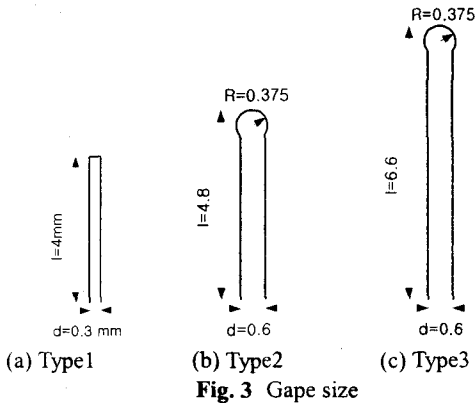 R=0.375
R=0.375
l=4mm
l=4.8
l=6.6
d=0.3 mm
d=0.6
d=0.6
(a) Type1
(b) Type2
(c) Type3
Fig. 3 Gape size